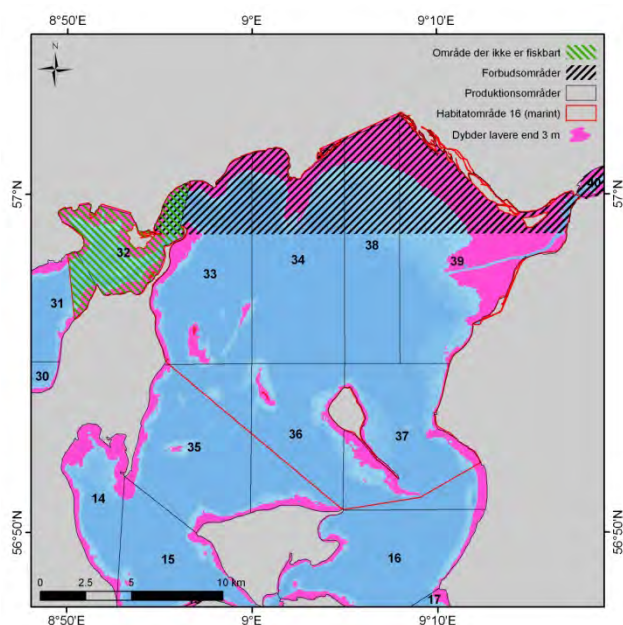 8°50'E 9°0'E 9°10'E
N
Område der ikke er fiskbart
Forbudsområder
Produktionsområder
Habitatområde 16 (marint)
Dybder lavere end 3 m
57°N 57°N
40
32
38
34
39
33
31
30
36
37
35
14
56°50'N 56°50'N
15
16
0 2.5 5 10 km
17
8°50'E 9°0'E 9°10'E